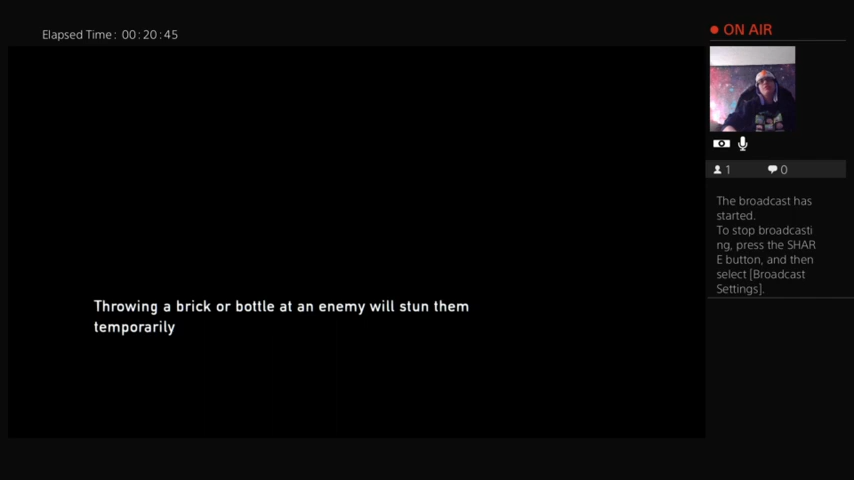 Elapsed Time: 00:20:45
ON AIR
1
0
The broadcast has
started.
To stop broadcasti
ng, press the SHAR
E button, and then
select [Broadcast
Settings].
Throwing a brick or bottle at an enemy will stun them
temporarily